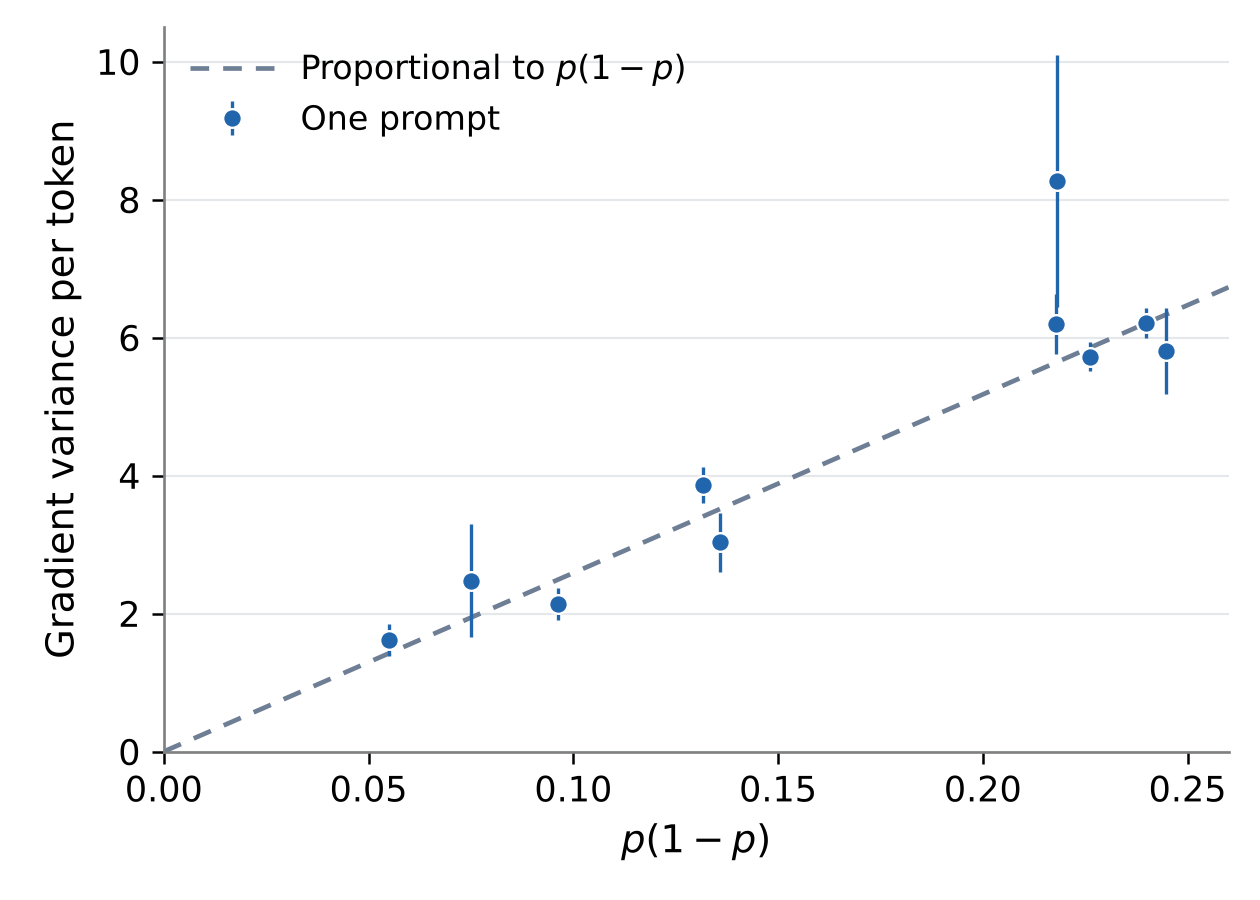 10
Proportional to p(1 − p)
One prompt
8
6
4
2
0
Gradient variance per token
0.00 0.05 0.10 0.15 0.20 0.25
p(1 − p)